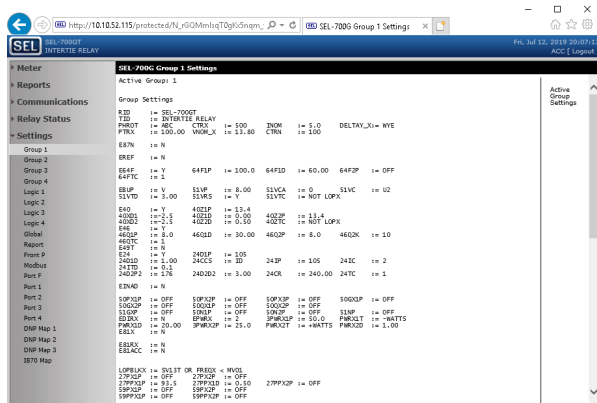 http://10.10.52.115/protected/N_rGQMmlsqT0gKi5nqm_:
SEL-700G Group 1 Settings
SEL
SEL-700GT
INTERTIE RELAY
Fri, Jul 12, 2019 20:07:1
ACC [ Logout
Meter
Reports
Communications
Relay Status
Settings
Group 1
Group 2
Group 3
Group 4
Logic 1
Logic 2
Logic 3
Logic 4
Global
Report
Front P
Modbus
Port F
Port 1
Port 2
Port 3
Port 4
DNP Map 1
DNP Map 2
DNP Map 3
I870 Map
SEL-700G Group 1 Settings
Active Group: 1
Group Settings
RID := SEL-700GT
TID := INTERTIE RELAY
PHROT := ABC CTRX := 500 INOM := 5.0 DELTAY_X:= WYE
PTRX := 100.00 VNOM_X := 13.80 CTRN := 100
E87N := N
EREF := N
E64F := Y 64F1P := 100.0 64F1D := 60.00 64F2P := OFF
64FTC := 1
EBUP := V 51VP := 8.00 51VCA := 0 51VC := U2
51VTD := 3.00 51VRS := Y 51VTC := NOT LOPX
E40 := Y 40Z1P := 13.4
40XD1 :=-2.5 40Z1D := 0.00 40Z2P := 13.4
40XD2 :=-2.5 40Z2D := 0.50 40ZTC := NOT LOPX
E46 := Y
46Q1P := 8.0 46Q1D := 30.00 46Q2P := 8.0 46Q2K := 10
46QTC := 1
E49T := N
E24 := Y 24D1P := 105
24D1D := 1.00 24CCS := ID 24IP := 105 24IC := 2
24ITD := 0.1
24D2P2 := 176 24D2D2 := 3.00 24CR := 240.00 24TC := 1
EINAD := N
50PX1P := OFF 50PX2P := OFF 50PX3P := OFF 50GX1P := OFF
50GX2P := OFF 50QX1P := OFF 50QX2P := OFF
51GXP := OFF 50N1P := OFF 50N2P := OFF 51NP := OFF
EDIRX := N EPWRX := 2 3PWRX1P := 50.0 PWRX1T := -WATTS
PWRX1D := 20.00 3PWRX2P := 25.0 PWRX2T := +WATTS PWRX2D := 1.00
E81X := N
E81RX := N
E81ACC := N
LOPBLKX := SV13T OR FREQX < MV01
27PX1P := OFF 27PX2P := OFF
27PPX1P := 93.5 27PPX1D := 0.50 27PPX2P := OFF
59PX1P := OFF 59PX2P := OFF
59PPX1P := OFF 59PPX2P := OFF
Active
Group
Settings